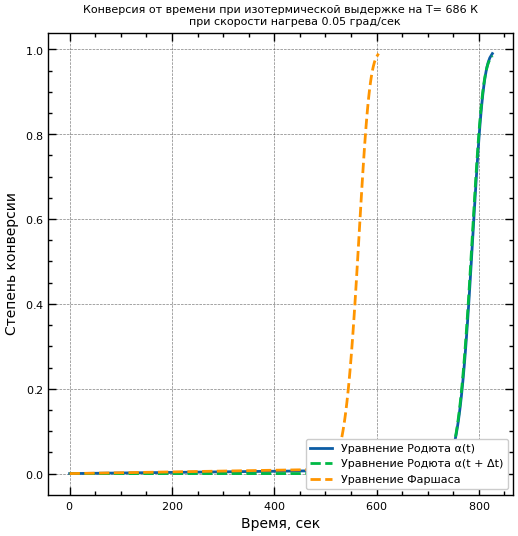 Конверсия от времени при изотермической выдержке на T= 686 К
при скорости нагрева 0.05 град/сек
Степень конверсии
1.0
0.8
0.6
0.4
0.2
0.0
Уравнение Родюта α(t)
Уравнение Родюта α(t + Δt)
Уравнение Фаршаса
0
200
400
600
800
Время, сек